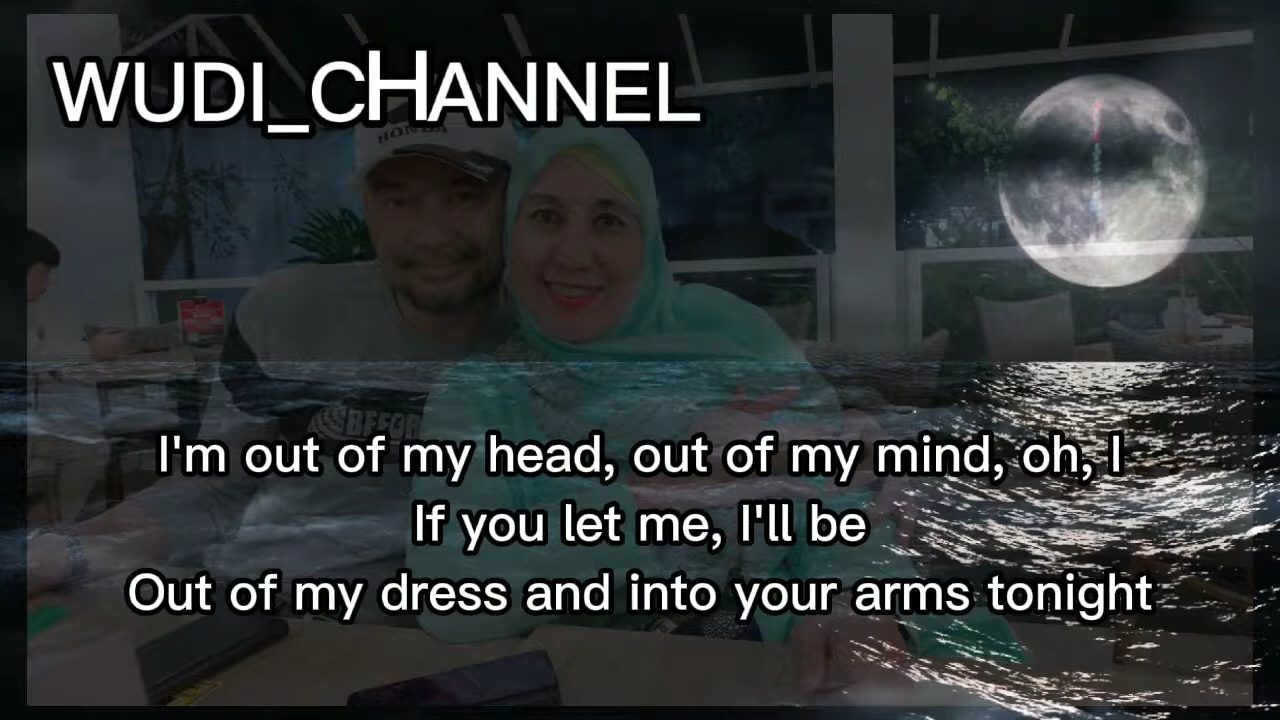 WUDI_CHANNEL
HONDA
I'm out of my head, out of my mind, oh, I
If you let me, I'll be
Out of my dress and into your arms tonight